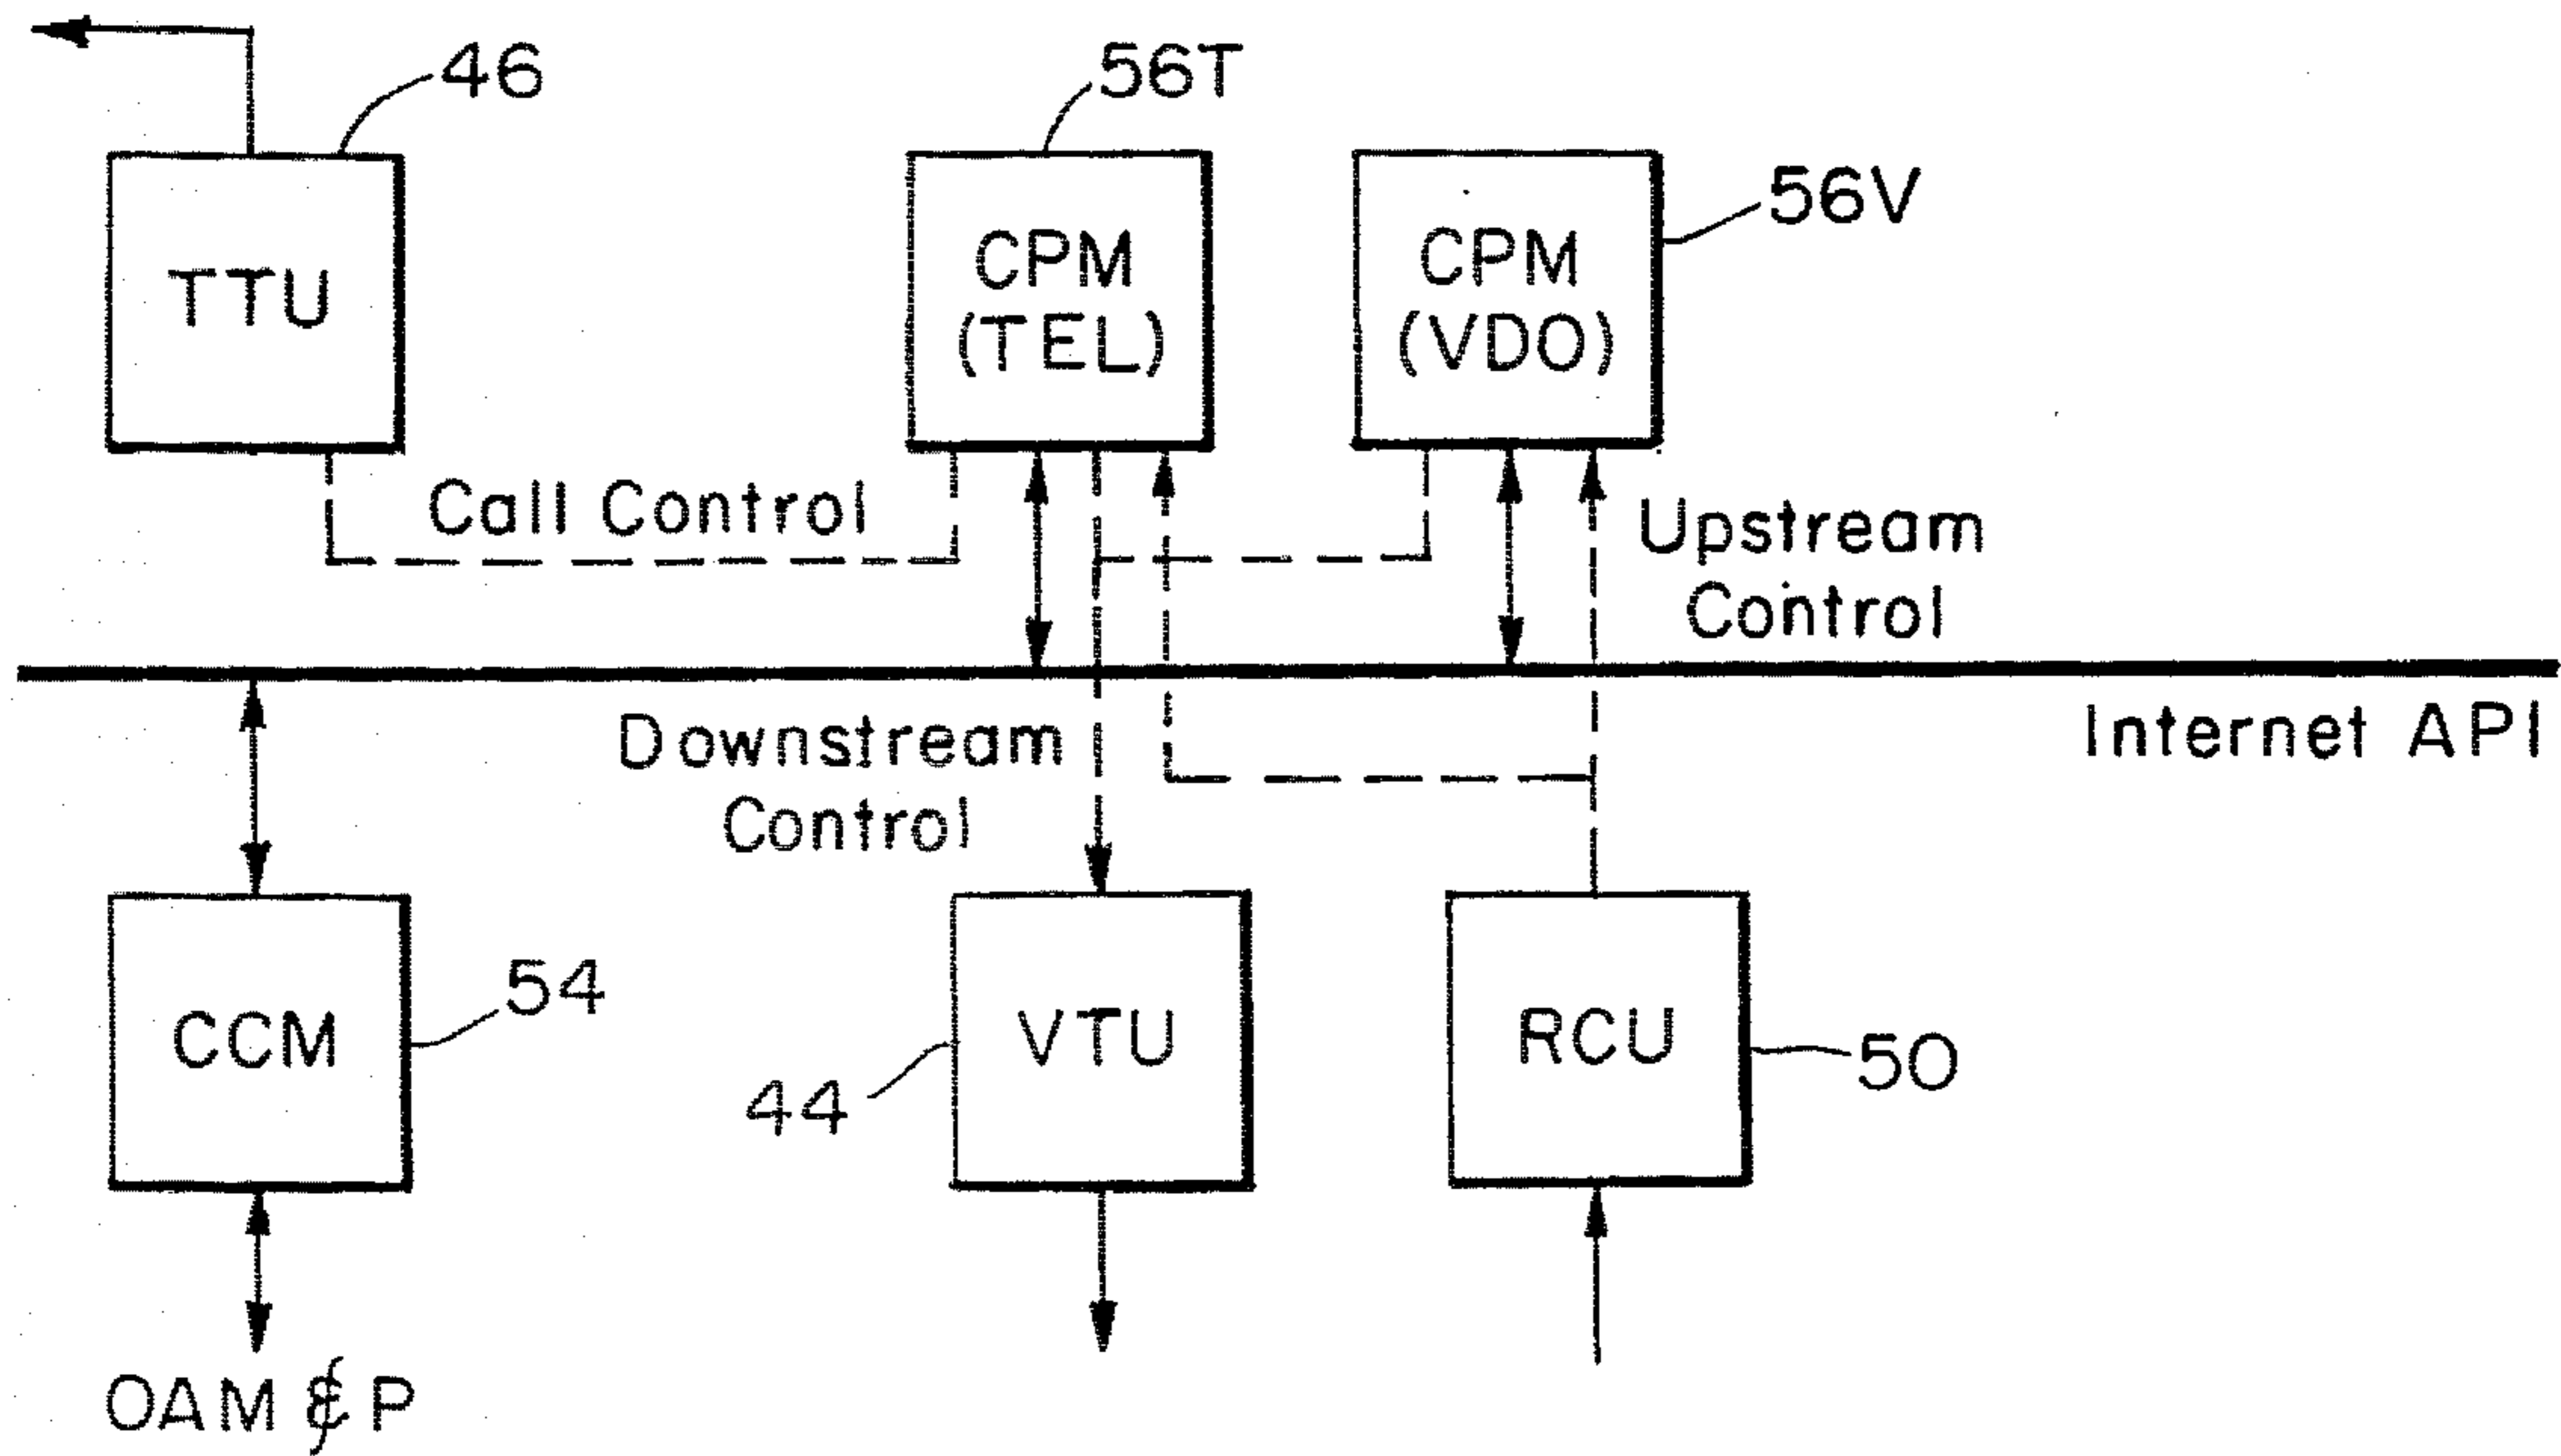 46
56T
56V
TTU
CPM
(TEL)
CPM
(VDO)
Call Control
Upstream
Control
Internet API
Downstream
Control
CCM
54
VTU
44
RCU
50
OAM & P